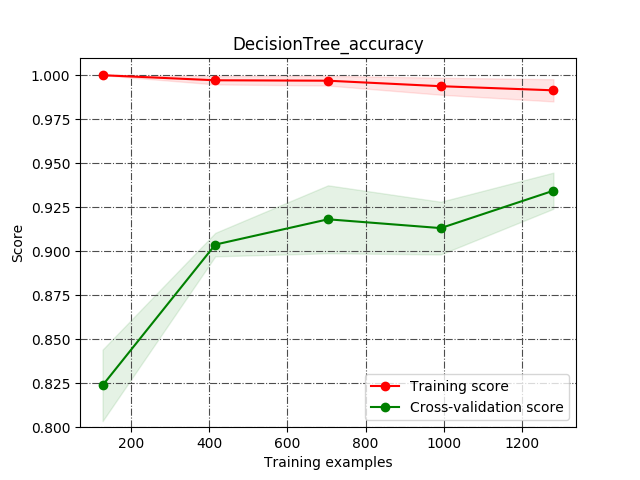 DecisionTree_accuracy
1.000
0.975
0.950
0.925
0.900
0.875
0.850
0.825
0.800
Score
Training score
Cross-validation score
200 400 600 800 1000 1200
Training examples